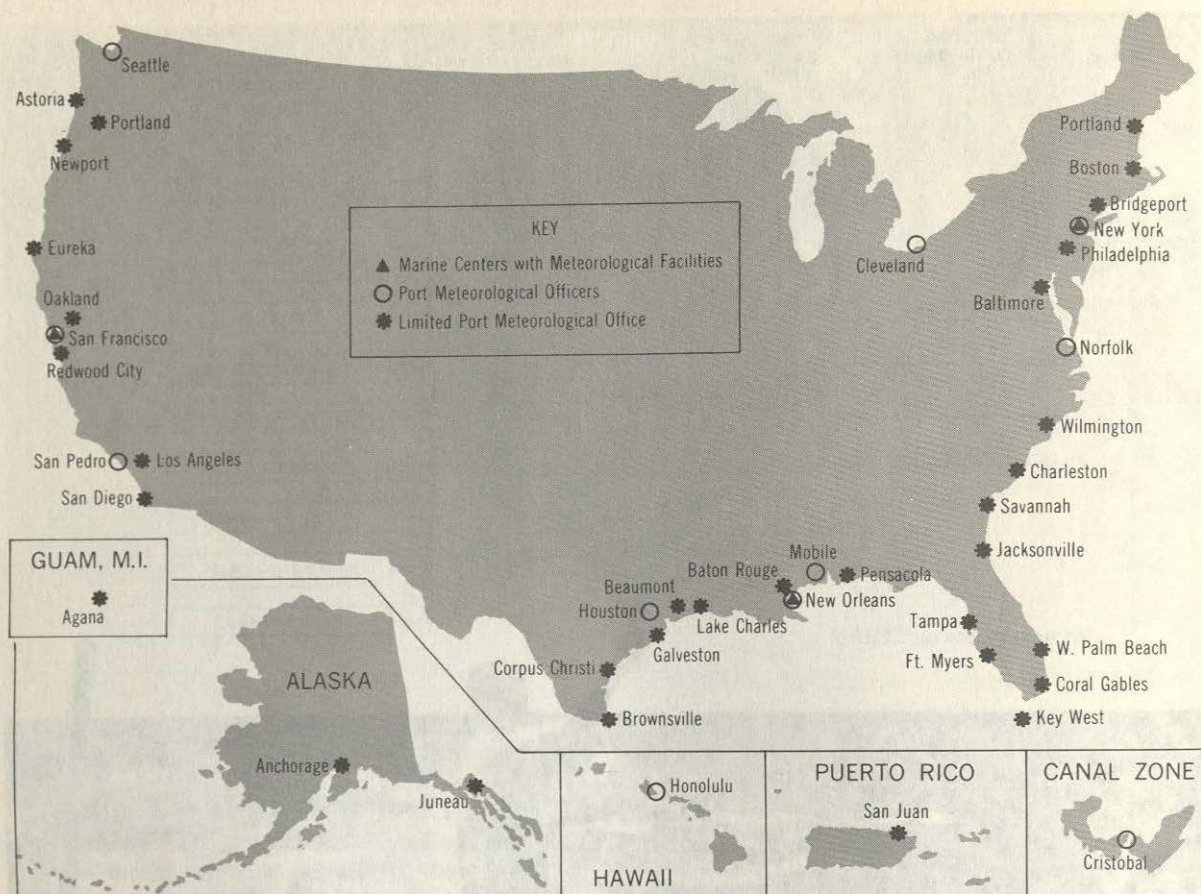 Seattle
Astoria
Portland
Newport
Eureka
Oakland
San Francisco
Redwood City
San Pedro
Los Angeles
San Diego
KEY
Marine Centers with Meteorological Facilities
Port Meteorological Officers
Limited Port Meteorological Office
Cleveland
Portland
Boston
Bridgeport
New York
Philadelphia
Baltimore
Norfolk
Wilmington
Charleston
Savannah
Jacksonville
Mobile
Baton Rouge
Pensacola
Beaumont
New Orleans
Houston
Lake Charles
Galveston
Tampa
W. Palm Beach
Ft. Myers
Corpus Christi
Coral Gables
Brownsville
Key West
GUAM, M.I.
Agana
ALASKA
Anchorage
Juneau
Honolulu
HAWAII
PUERTO RICO
San Juan
CANAL ZONE
Cristobal